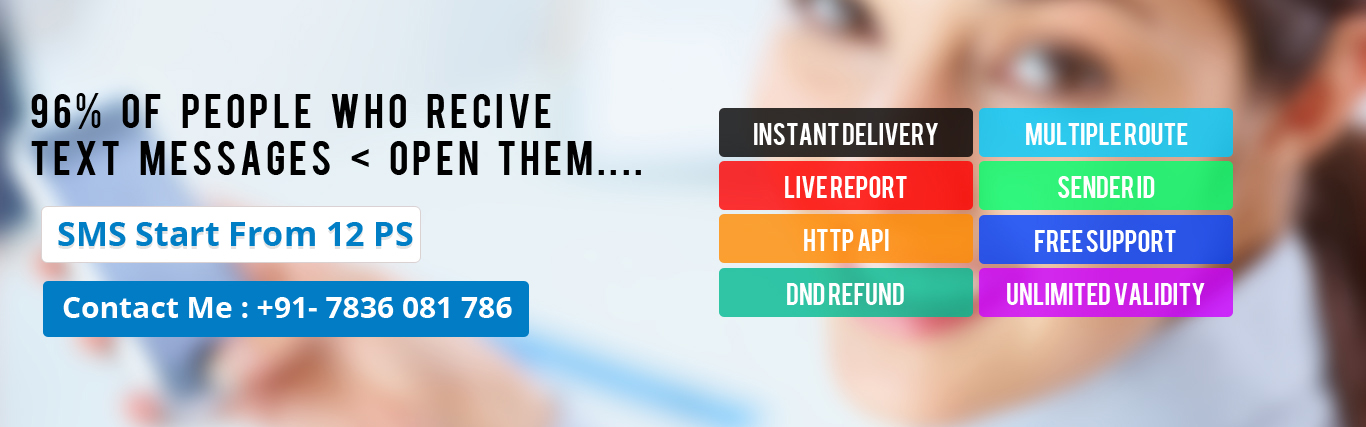 96% OF PEOPLE WHO RECIVE
TEXT MESSAGES < OPEN THEM....
SMS Start From 12 PS
Contact Me : +91- 7836 081 786
INSTANT DELIVERY
MULTIPLE ROUTE
LIVE REPORT
SENDER ID
HTTP API
FREE SUPPORT
DND REFUND
UNLIMITED VALIDITY